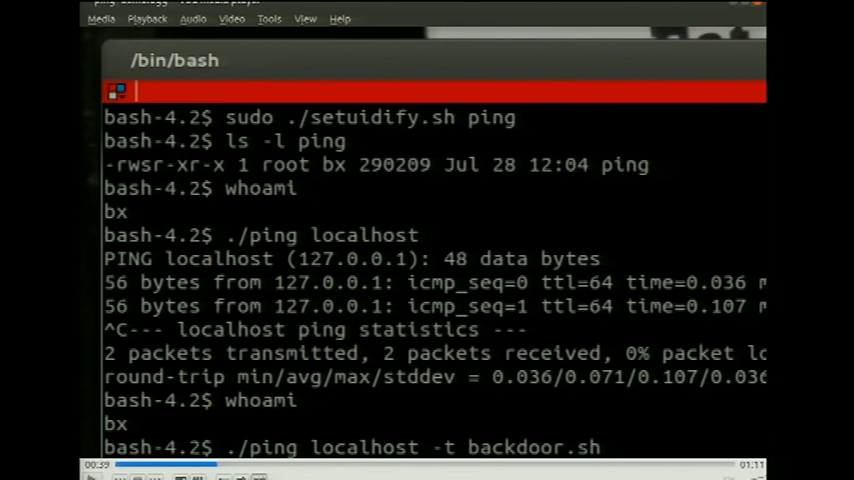 Media Playback Audio Video Tools View Help
/bin/bash
bash-4.2$ sudo ./setuidify.sh ping
bash-4.2$ ls -l ping
-rwsr-xr-x 1 root bx 290209 Jul 28 12:04 ping
bash-4.2$ whoami
bx
bash-4.2$ ./ping localhost
PING localhost (127.0.0.1): 48 data bytes
56 bytes from 127.0.0.1: icmp_seq=0 ttl=64 time=0.036 m
56 bytes from 127.0.0.1: icmp_seq=1 ttl=64 time=0.107 m
^C--- localhost ping statistics ---
2 packets transmitted, 2 packets received, 0% packet lo
round-trip min/avg/max/stddev = 0.036/0.071/0.107/0.036
bash-4.2$ whoami
bx
bash-4.2$ ./ping localhost -t backdoor.sh
00:39 01:11